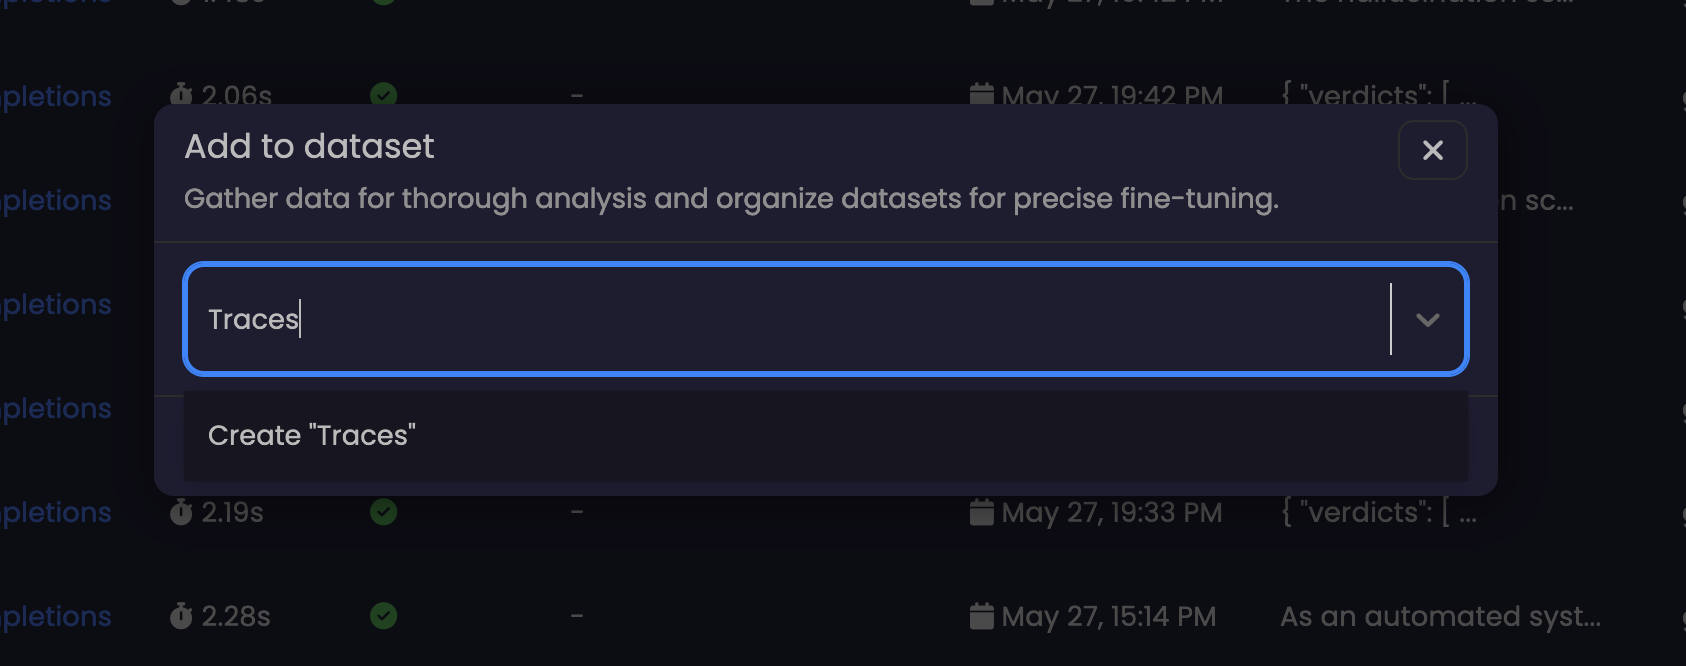 pletions 2.06s - May 27, 19:42 PM { "verdicts": [ ...
Add to dataset
Gather data for thorough analysis and organize datasets for precise fine-tuning.
pletions n sc...
pletions
Traces
pletions
Create "Traces"
pletions 2.19s - May 27, 19:33 PM { "verdicts": [ ...
pletions 2.28s - May 27, 15:14 PM As an automated syst...